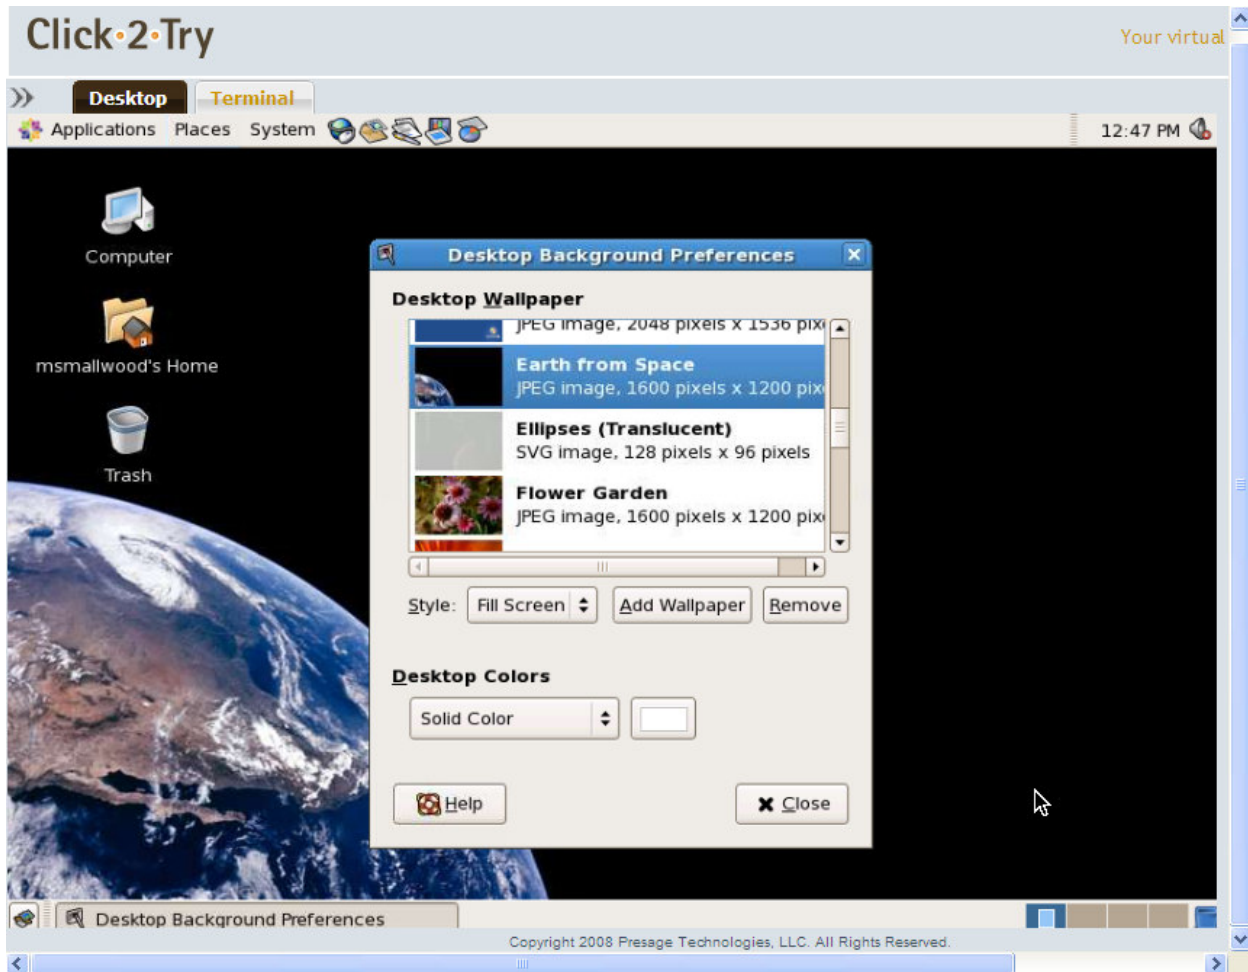 Click·2·Try
Your virtual
Desktop
Terminal
Applications Places System
12:47 PM
Computer
msmallwood's Home
Trash
Desktop Background Preferences
Desktop Wallpaper
JPEG image, 2048 pixels x 1536 pix
Earth from Space
JPEG image, 1600 pixels x 1200 pix
Ellipses (Translucent)
SVG image, 128 pixels x 96 pixels
Flower Garden
JPEG image, 1600 pixels x 1200 pix
Style: Fill Screen Add Wallpaper Remove
Desktop Colors
Solid Color
Help Close
Desktop Background Preferences
Copyright 2008 Presage Technologies, LLC. All Rights Reserved.